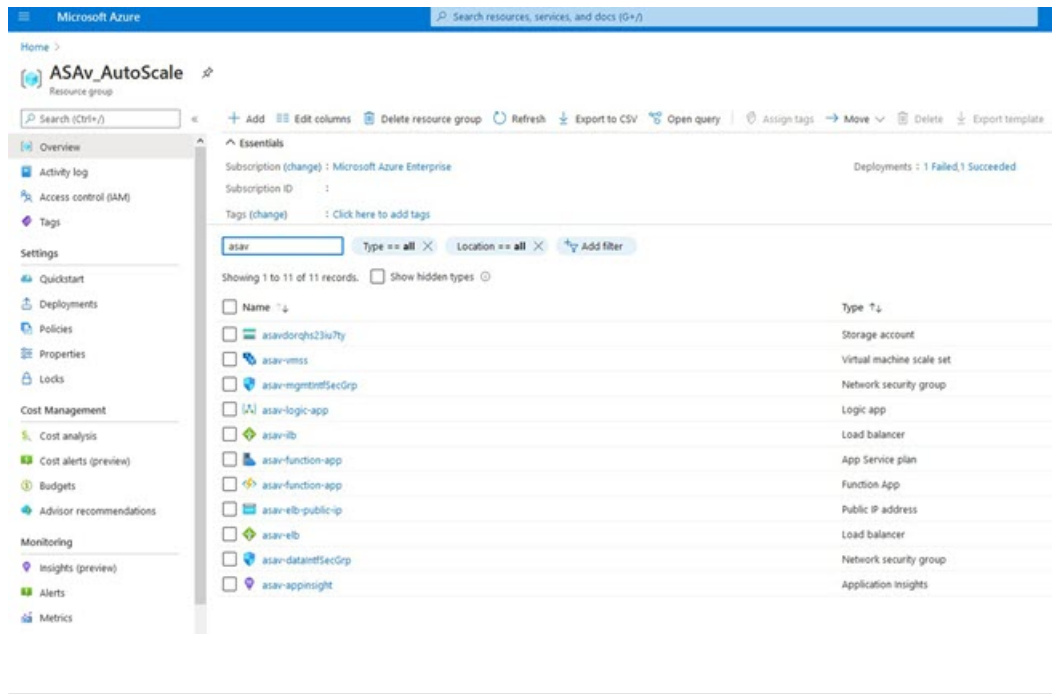 Microsoft Azure
Search resources, services, and docs (G+/)
Home >
ASAv_AutoScale
Resource group
Search (Ctrl+/)
«
Add Edit columns Delete resource group Refresh Export to CSV Open query Assign tags Move Delete Export template
Overview
Activity log
Access control (IAM)
Tags
Settings
Quickstart
Deployments
Policies
Properties
Locks
Cost Management
Cost analysis
Cost alerts (preview)
Budgets
Advisor recommendations
Monitoring
Insights (preview)
Alerts
Metrics
Essentials
Subscription (change) : Microsoft Azure Enterprise
Deployments : 1 Failed,1 Succeeded
Subscription ID :
Tags (change) : Click here to add tags
asav Type == all Location == all Add filter
Showing 1 to 11 of 11 records. Show hidden types
Name Type
asavdorqhs23iu7ty Storage account
asav-vmss Virtual machine scale set
asav-mgmtintfSecGrp Network security group
asav-logic-app Logic app
asav-ilb Load balancer
asav-function-app App Service plan
asav-function-app Function App
asav-elb-public-ip Public IP address
asav-elb Load balancer
asav-dataintfSecGrp Network security group
asav-appinsight Application Insights